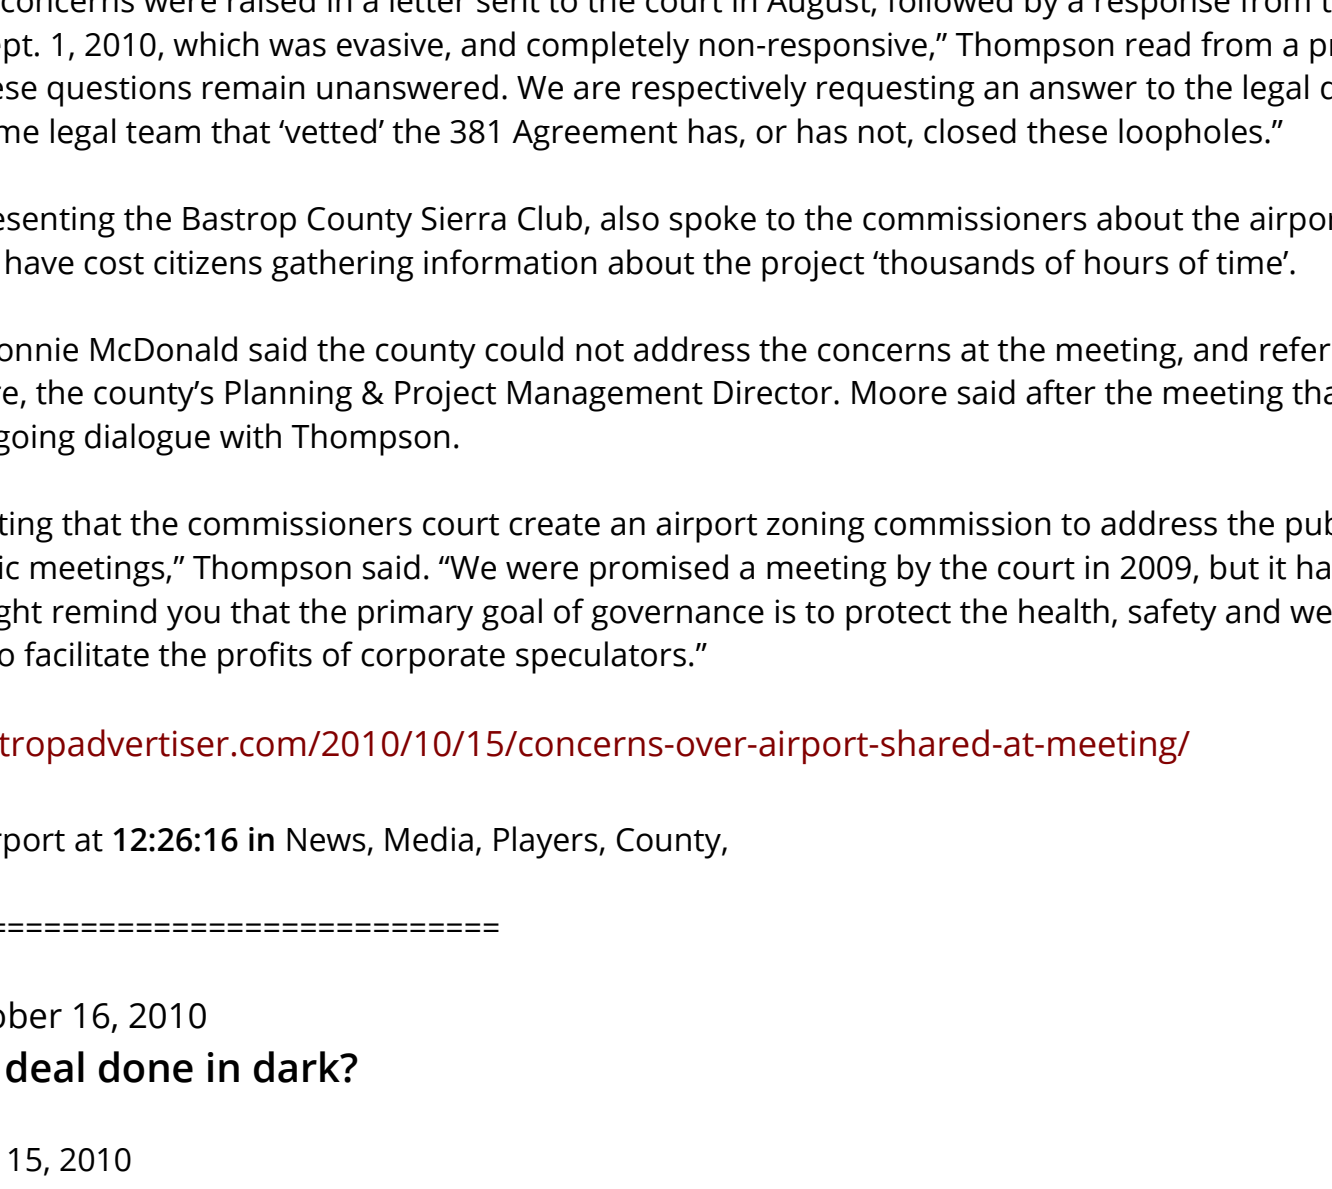 concerns were raised in a letter sent to the court in August, followed by a response from
pt. 1, 2010, which was evasive, and completely non-responsive,” Thompson read from a
ese questions remain unanswered. We are respectively requesting an answer to the legal
me legal team that ‘vetted’ the 381 Agreement has, or has not, closed these loopholes.”
esenting the Bastrop County Sierra Club, also spoke to the commissioners about the airpor
have cost citizens gathering information about the project ‘thousands of hours of time’.
onnie McDonald said the county could not address the concerns at the meeting, and refer
e, the county’s Planning & Project Management Director. Moore said after the meeting tha
going dialogue with Thompson.
ting that the commissioners court create an airport zoning commission to address the pub
ic meetings,” Thompson said. “We were promised a meeting by the court in 2009, but it ha
ght remind you that the primary goal of governance is to protect the health, safety and we
o facilitate the profits of corporate speculators.”
tropadvertiser.com/2010/10/15/concerns-over-airport-shared-at-meeting/
rport at 12:26:16 in News, Media, Players, County,
============================
ober 16, 2010
deal done in dark?
15, 2010